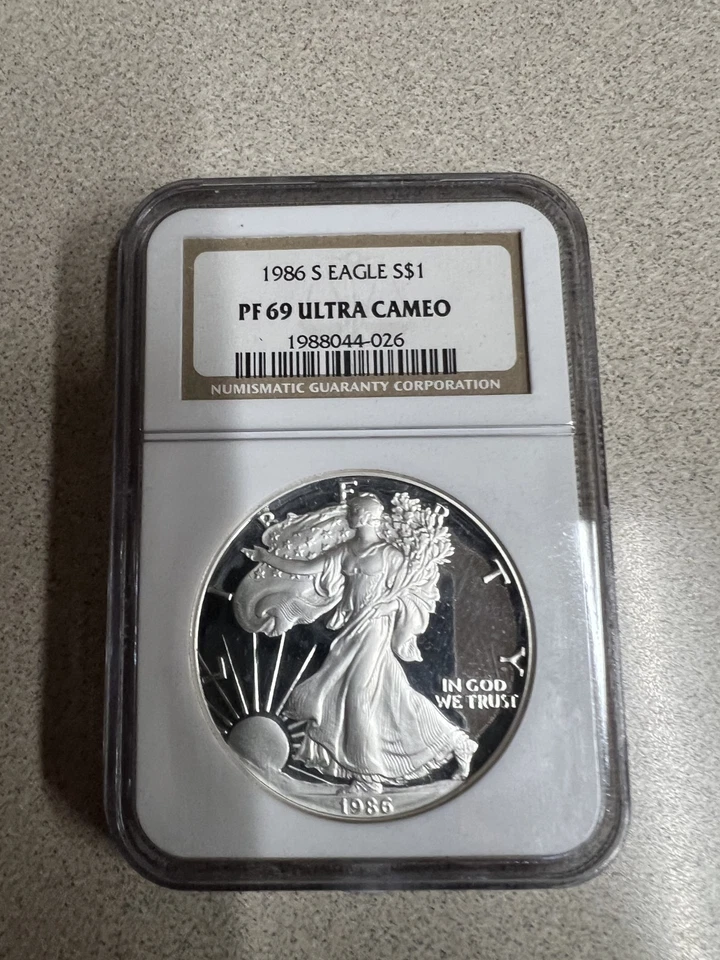 1986 S EAGLE S$1
PF 69 ULTRA CAMEO
1988044-026
NUMISMATIC GUARANTY CORPORATION
LIBERTY
IN GOD
WE TRUST
1986